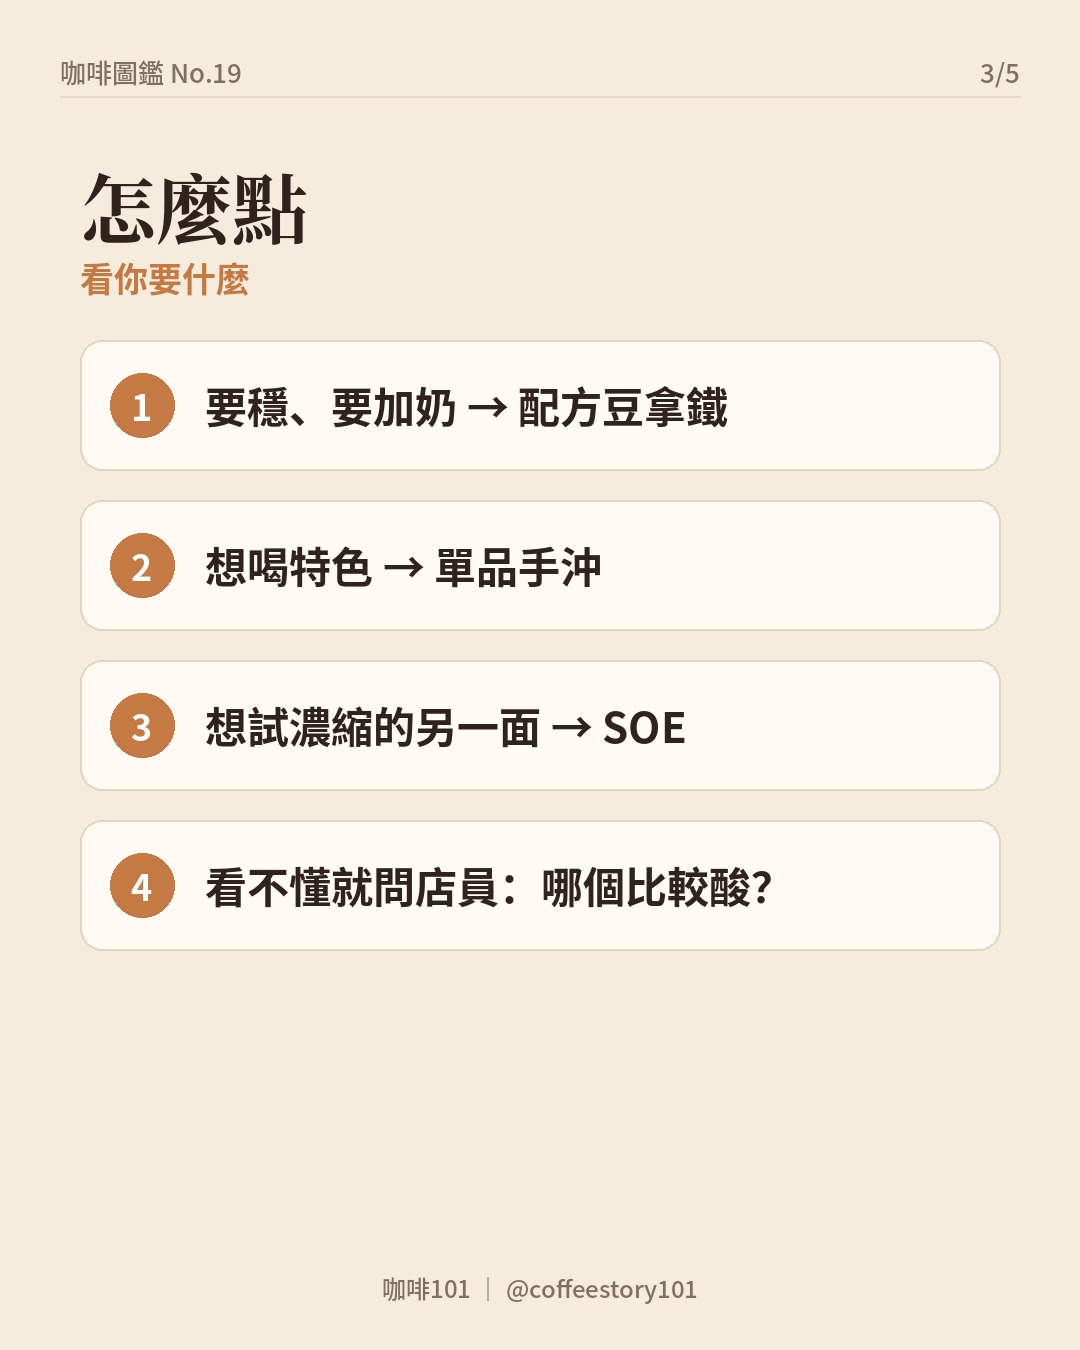 咖啡圖鑑 No.19
3/5
怎麼點
看你要什麼
1 要穩、要加奶 → 配方豆拿鐵
2 想喝特色 → 單品手沖
3 想試濃縮的另一面 → SOE
4 看不懂就問店員：哪個比較酸？
咖啡101｜@coffeestory101